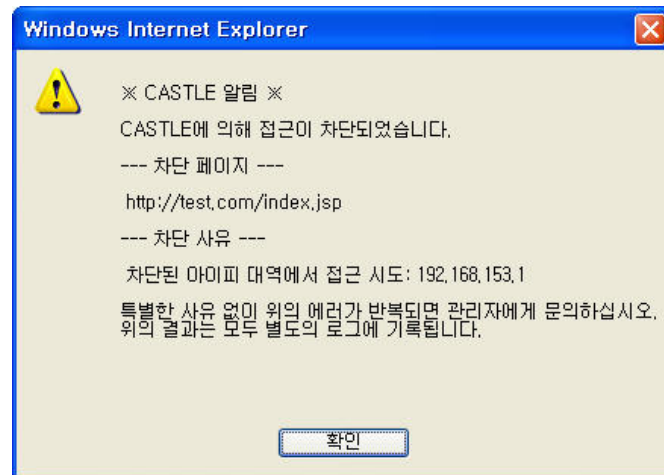 Windows Internet Explorer
※ CASTLE 알림 ※
CASTLE에 의해 접근이 차단되었습니다.
--- 차단 페이지 ---
http://test.com/index.jsp
--- 차단 사유 ---
차단된 아이피 대역에서 접근 시도: 192.168.153.1
특별한 사유 없이 위의 에러가 반복되면 관리자에게 문의하십시오.
위의 결과는 모두 별도의 로그에 기록됩니다.
확인